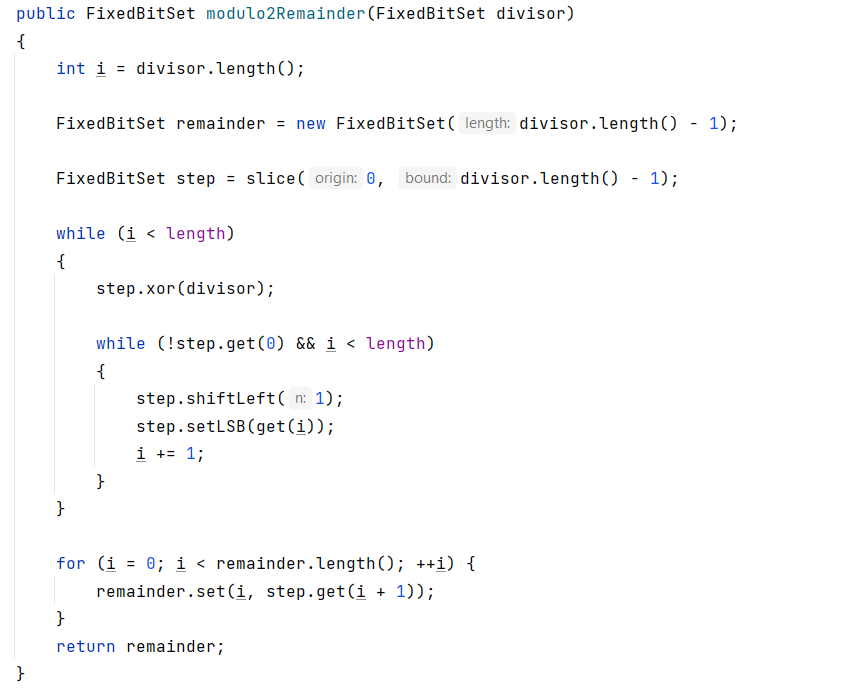 public FixedBitSet modulo2Remainder(FixedBitSet divisor)
{
    int i = divisor.length();
    FixedBitSet remainder = new FixedBitSet( length: divisor.length() - 1);
    FixedBitSet step = slice( origin: 0,  bound: divisor.length() - 1);
    while (i < length)
    {
        step.xor(divisor);
        while (!step.get(0) && i < length)
        {
            step.shiftLeft( n: 1);
            step.setLSB(get(i));
            i += 1;
        }
    }
    for (i = 0; i < remainder.length(); ++i) {
        remainder.set(i, step.get(i + 1));
    }
    return remainder;
}